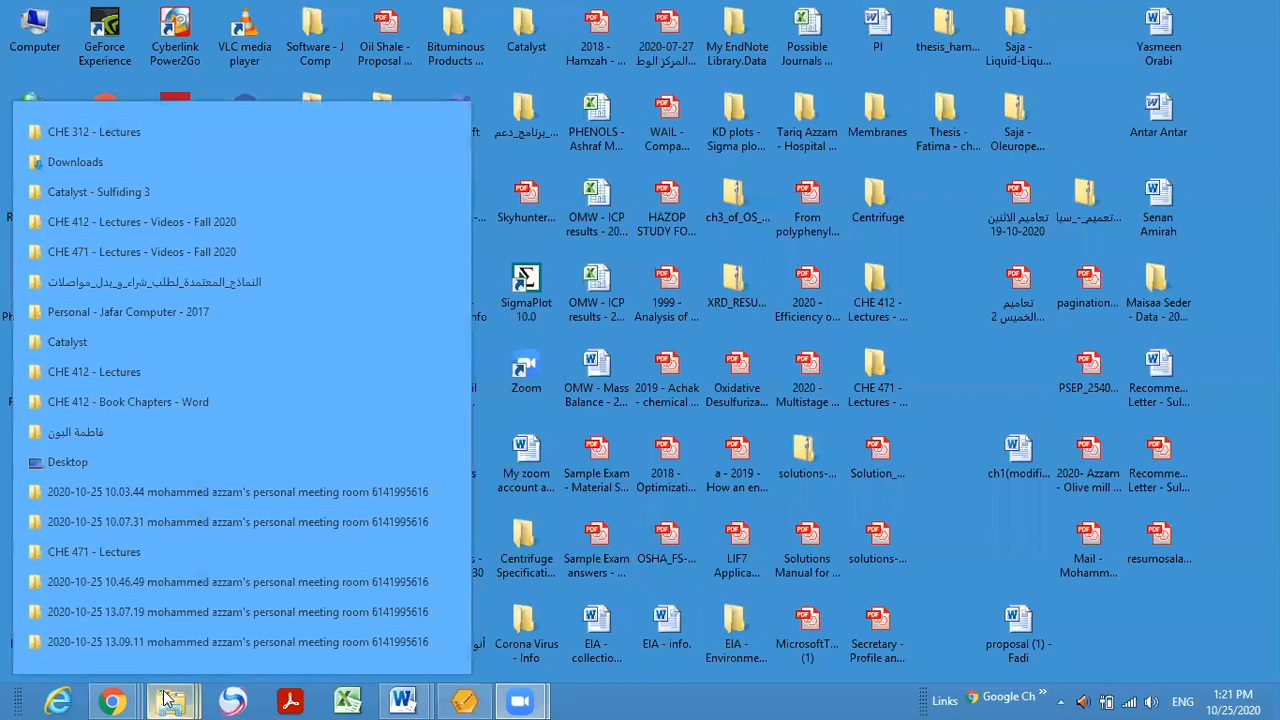 Computer
GeForce
Experience
Cyberlink
Power2Go
VLC media
player
Software - J
Comp
Oil Shale -
Proposal ...
Bituminous
Products ...
Catalyst
2018 -
Hamzah - ...
2020-07-27
المركز الوط...
My EndNote
Library.Data
Possible
Journals ...
PI
thesis_ham...
Saja -
Liquid-Liqu...
Yasmeen
Orabi
CHE 312 - Lectures
Downloads
Catalyst - Sulfiding 3
CHE 412 - Lectures - Videos - Fall 2020
CHE 471 - Lectures - Videos - Fall 2020
النماذج_المعتمدة_لطلب_شراء_و_بدل_مواصلات
Personal - Jafar Computer - 2017
Catalyst
CHE 412 - Lectures
CHE 412 - Book Chapters - Word
فاطمة البون
Desktop
2020-10-25 10.03.44 mohammed azzam's personal meeting room 6141995616
2020-10-25 10.07.31 mohammed azzam's personal meeting room 6141995616
CHE 471 - Lectures
2020-10-25 10.46.49 mohammed azzam's personal meeting room 6141995616
2020-10-25 13.07.19 mohammed azzam's personal meeting room 6141995616
2020-10-25 13.09.11 mohammed azzam's personal meeting room 6141995616
برنامج_دعم_...
PHENOLS -
Ashraf M...
WAIL -
Compa...
KD plots -
Sigma plo...
Tariq Azzam
- Hospital ...
Membranes
Thesis -
Fatima - ch...
Saja -
Oleurope...
Antar Antar
Skyhunter...
OMW - ICP
results - 20...
HAZOP
STUDY FO...
ch3_of_OS_...
From
polyphenyl...
Centrifuge
تعاميم الاثنين
19-10-2020
تعميم_-_سيا...
Senan
Amirah
SigmaPlot
10.0
OMW - ICP
results - 2...
1999 -
Analysis of ...
XRD_RESU...
2020 -
Efficiency o...
CHE 412 -
Lectures - ...
تعاميم
الخميس 2...
pagination...
Maisaa Seder
- Data - 20...
Zoom
OMW - Mass
Balance - 2...
2019 - Achak
- chemical ...
Oxidative
Desulfuriza...
2020 -
Multistage ...
CHE 471 -
Lectures - ...
PSEP_2540...
Recomme...
Letter - Sul...
My zoom
account a...
Sample Exam
- Material S...
2018 -
Optimizati...
a - 2019 -
How an en...
solutions-...
Solution_...
ch1(modifi...
2020- Azzam
- Olive mill ...
Recomme...
Letter - Sul...
Centrifuge
Specificati...
Sample Exam
answers - ...
OSHA_FS-...
LIF7
Applica...
Solutions
Manual for ...
solutions-...
Mail -
Mohamm...
resumosala...
Corona Virus
- Info
EIA -
collectio...
EIA - info.
EIA -
Environme...
MicrosoftT...
(1)
Secretary -
Profile an...
proposal (1) -
Fadi
Links
Google Ch
ENG
1:21 PM
10/25/2020